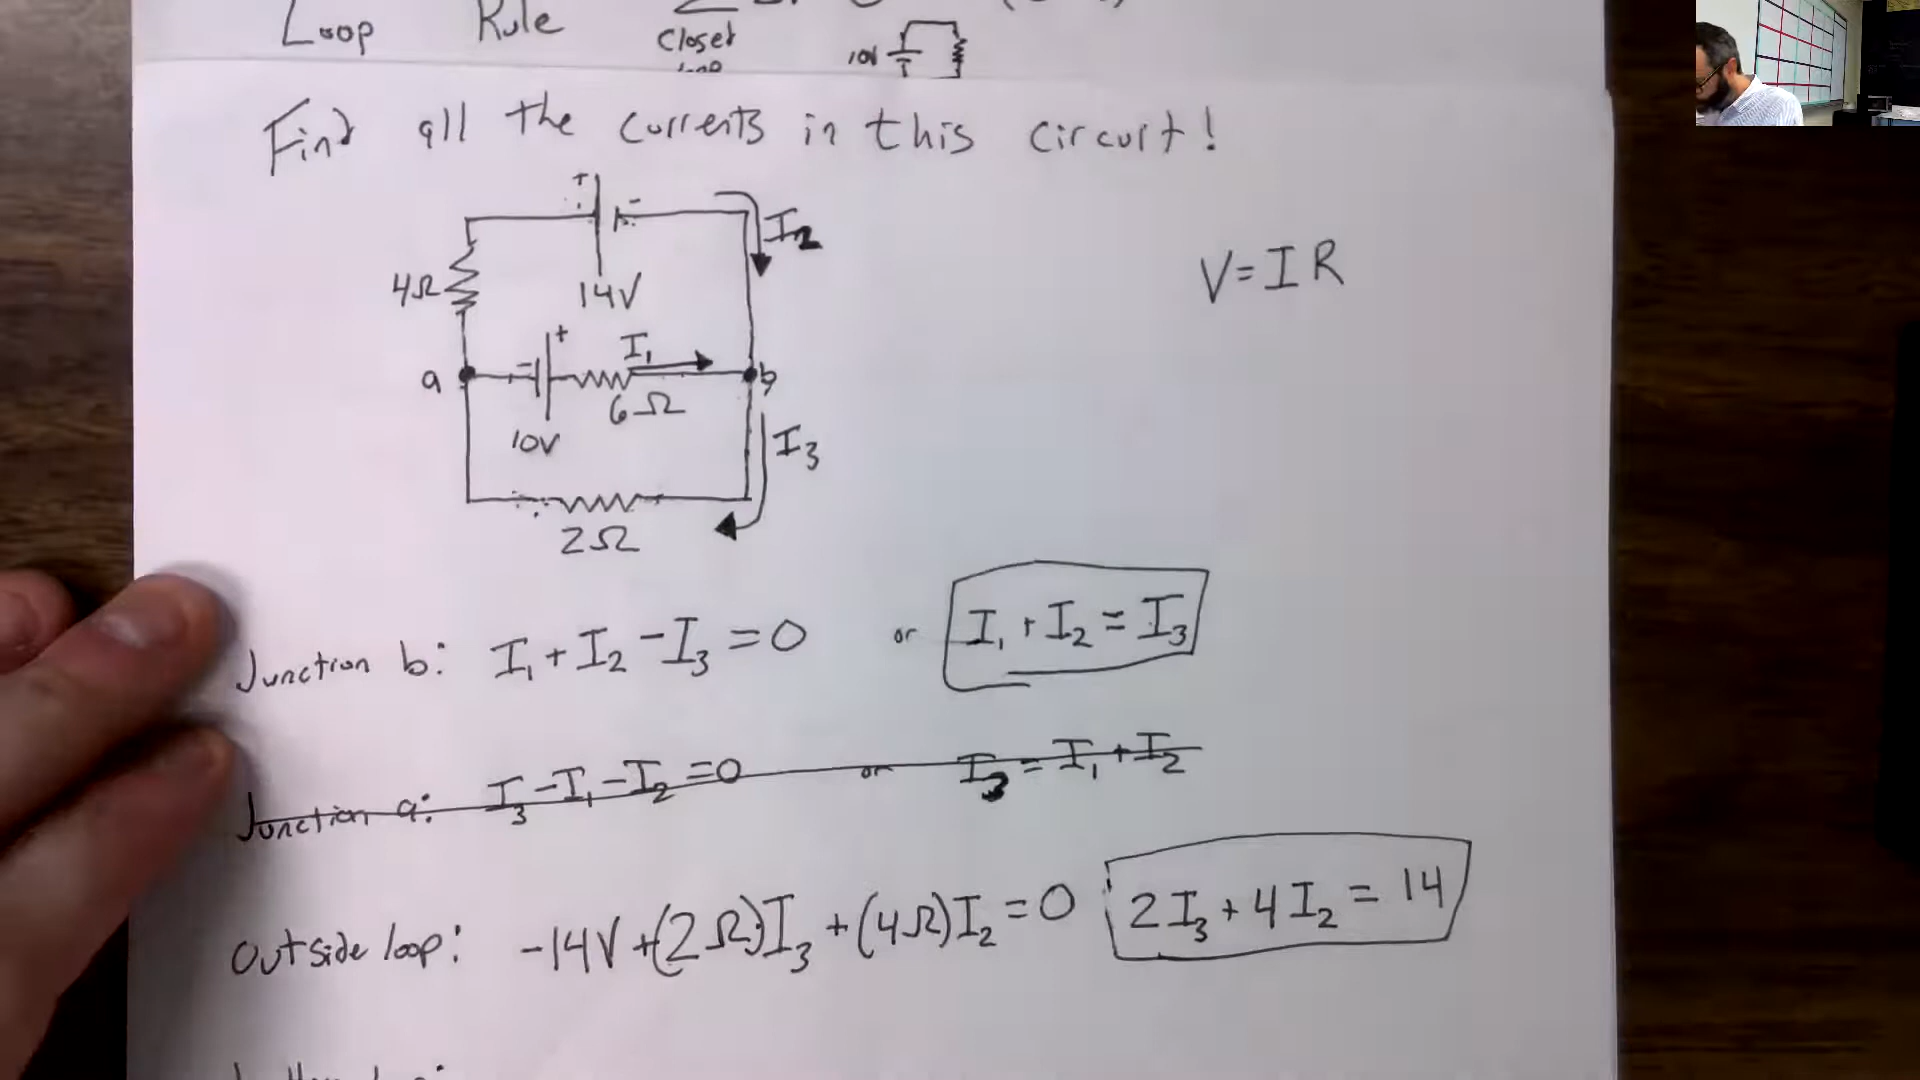 Loop Rule
Closed
Loop
10V
Find all the currents in this circuit!
+ -
I2
4Ω
14V
V = I R
- +
I1
a
b
6Ω
10V
I3
2Ω
Junction b: I1 + I2 - I3 = 0 or I1 + I2 = I3
Junction a: I3 - I1 - I2 = 0 or I3 = I1 + I2
Outside loop: -14V + (2Ω)I3 + (4Ω)I2 = 0 2I3 + 4I2 = 14